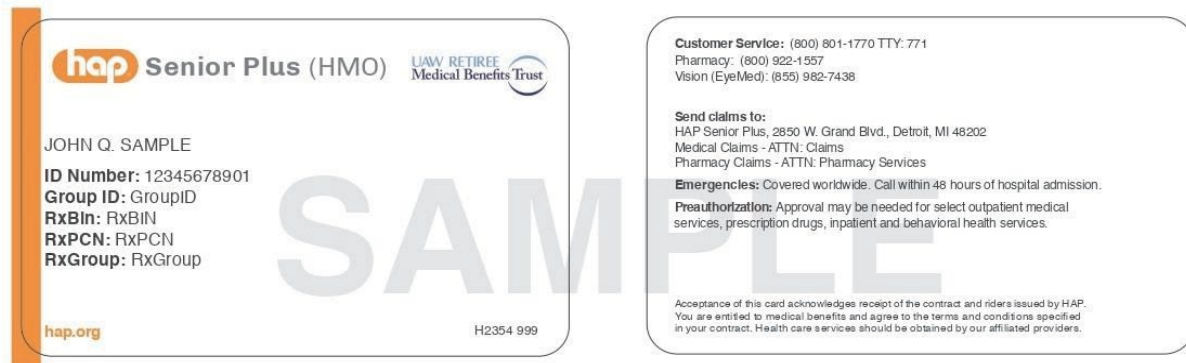 hap Senior Plus (HMO)
UAW RETIREE
Medical Benefits Trust
JOHN Q. SAMPLE
ID Number: 12345678901
Group ID: GroupID
RxBin: RxBIN
RxPCN: RxPCN
RxGroup: RxGroup
hap.org
H2354 999
SAMPLE
Customer Service: (800) 801-1770 TTY: 771
Pharmacy: (800) 922-1557
Vision (EyeMed): (855) 982-7438
Send claims to:
HAP Senior Plus, 2850 W. Grand Blvd., Detroit, MI 48202
Medical Claims - ATTN: Claims
Pharmacy Claims - ATTN: Pharmacy Services
Emergencies: Covered worldwide. Call within 48 hours of hospital admission.
Preauthorization: Approval may be needed for select outpatient medical
services, prescription drugs, inpatient and behavioral health services.
Acceptance of this card acknowledges receipt of the contract and riders issued by HAP.
You are entitled to medical benefits and agree to the terms and conditions specified
in your contract. Health care services should be obtained by our affiliated providers.